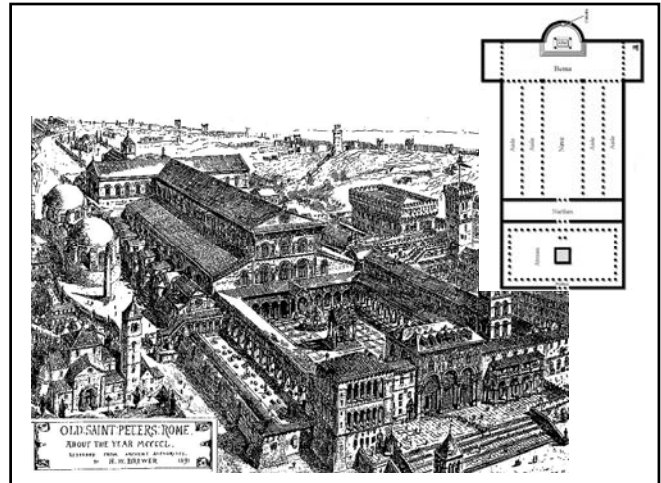 Bema
Aisle
Aisle
Nave
Aisle
Aisle
Narthex
Atrium
OLD SAINT PETERS: ROME.
ABOUT THE YEAR MCCCCL.
RESTORED FROM ANCIENT AUTHORITIES.
BY H. W. BREWER 1891